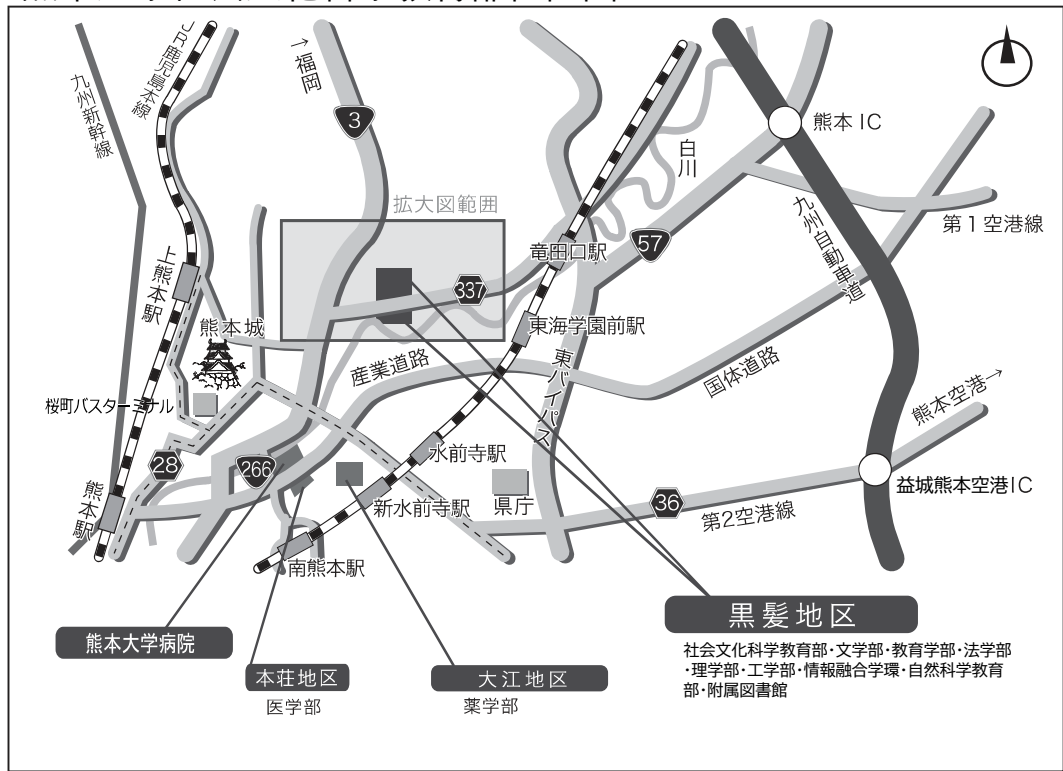 JR鹿児島本線
九州新幹線
→福岡
3
熊本IC
白川
拡大図範囲
九州自動車道
第1空港線
57
竜田口駅
337
上熊本駅
熊本城
東海学園前駅
産業道路
東バイパス
国体道路
熊本空港→
桜町バスターミナル
水前寺駅
28
266
熊本駅
新水前寺駅
県庁
36
第2空港線
益城熊本空港IC
南熊本駅
黒髪地区
熊本大学病院
社会文化科学教育部・文学部・教育学部・法学部
・理学部・工学部・情報融合学環・自然科学教育
部・附属図書館
本荘地区
医学部
大江地区
薬学部